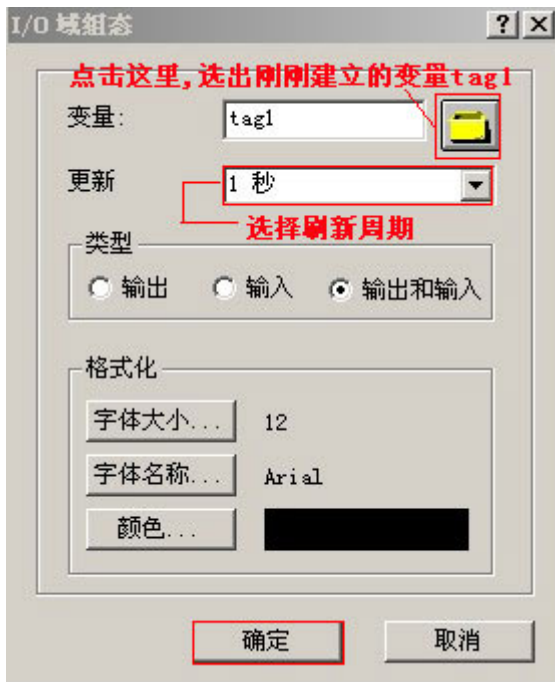 I/O 域组态
点击这里,选出刚刚建立的变量tag1
变量:
tag1
更新
1 秒
选择刷新周期
类型
输出 输入 输出和输入
格式化
字体大小... 12
字体名称... Arial
颜色...
确定 取消